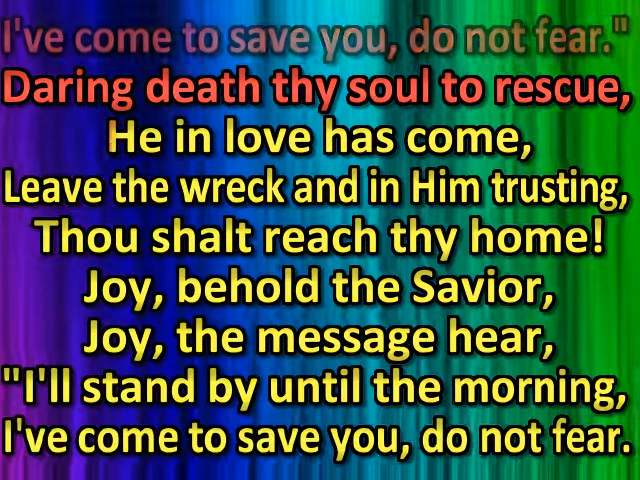 I've come to save you, do not fear."
Daring death thy soul to rescue,
He in love has come,
Leave the wreck and in Him trusting,
Thou shalt reach thy home!
Joy, behold the Savior,
Joy, the message hear,
"I'll stand by until the morning,
I've come to save you, do not fear.